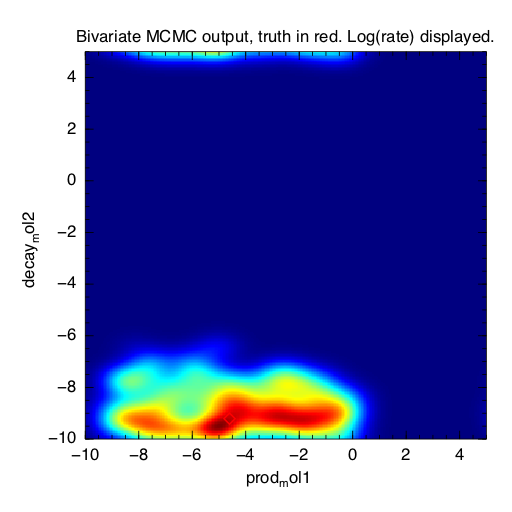 Bivariate MCMC output, truth in red. Log(rate) displayed.
4
2
0
−2
−4
−6
−8
−10
decay_mol2
−10 −8 −6 −4 −2 0 2 4
prod_mol1